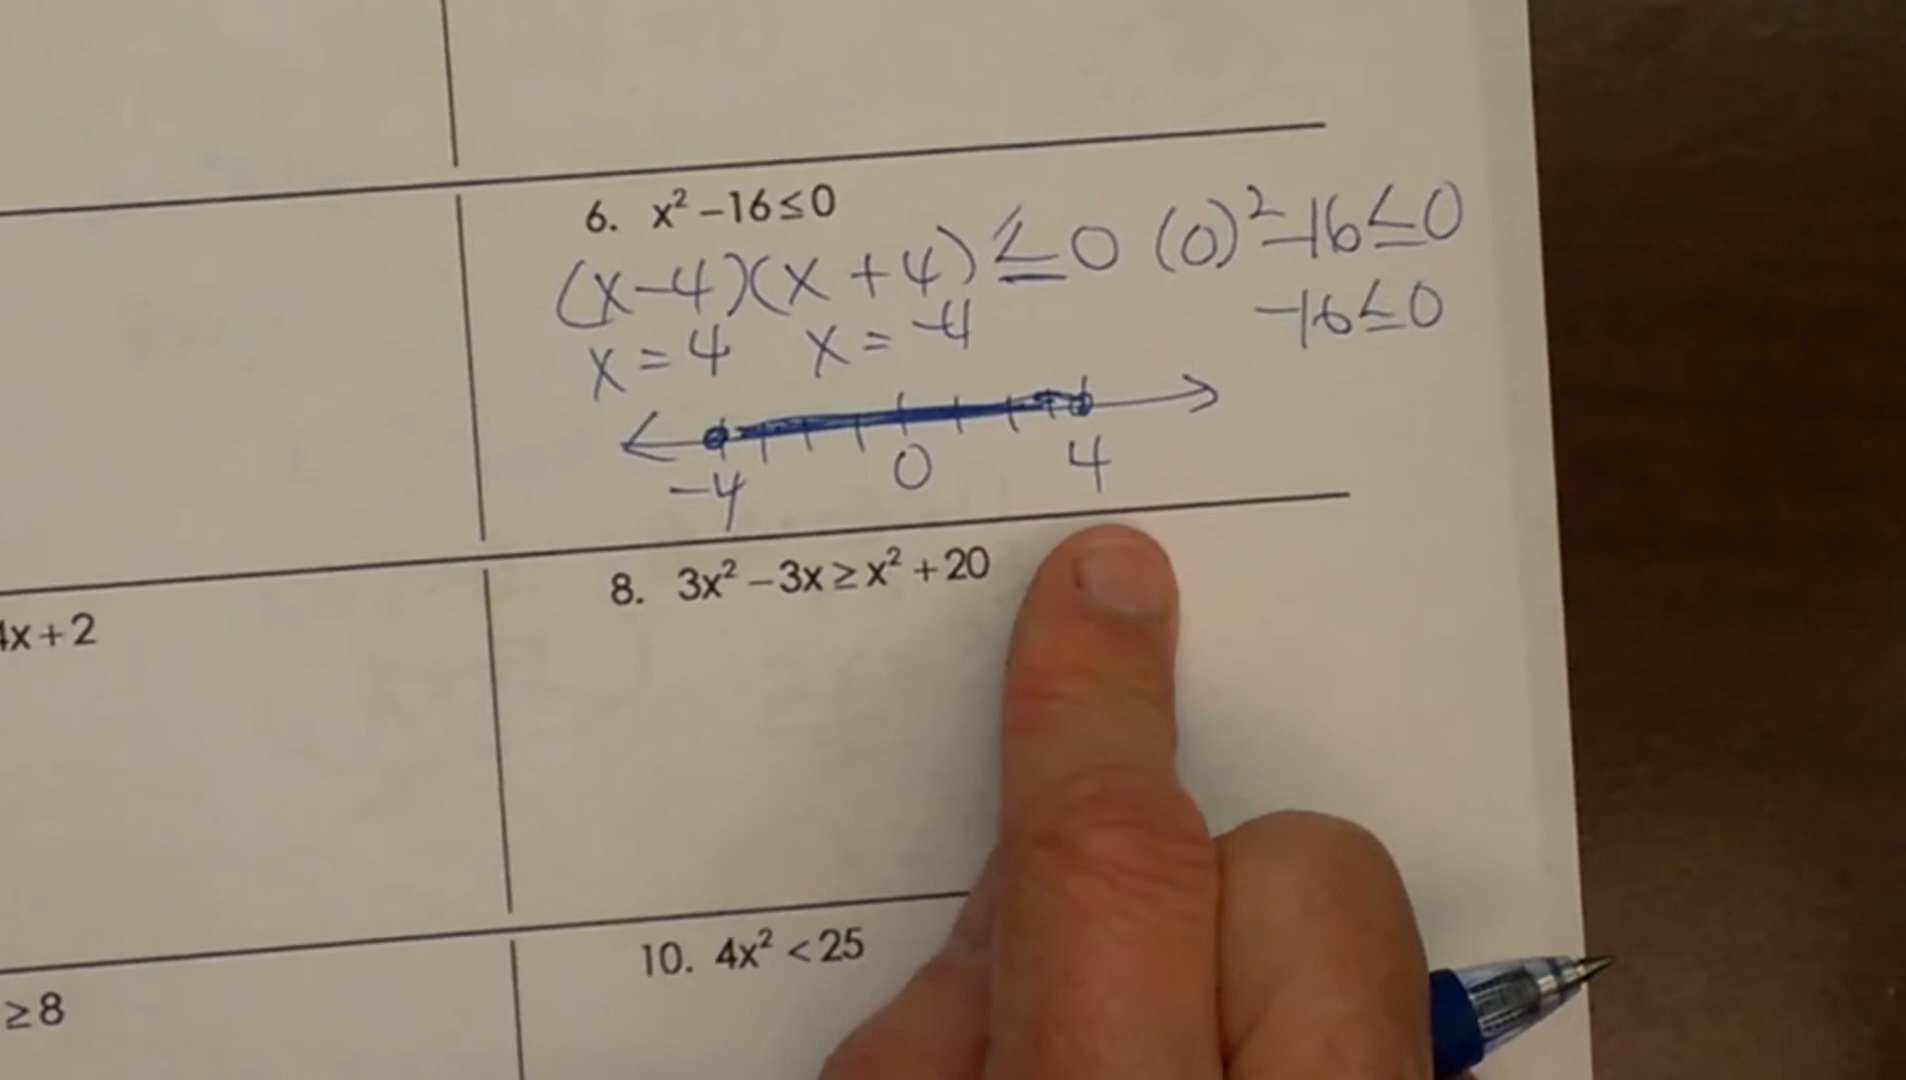 6. x² – 16 ≤ 0
(x – 4)(x + 4) ≤ 0 (0)² – 16 ≤ 0
x = 4 x = -4 -16 ≤ 0
-4 0 4
4x + 2
8. 3x² – 3x ≥ x² + 20
≥ 8
10. 4x² < 25